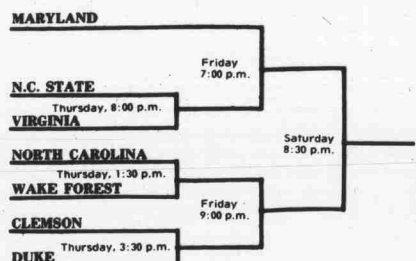 MARYLAND
Friday
7:00 p.m.
N.C. STATE
Thursday, 8:00 p.m.
VIRGINIA
Saturday
8:30 p.m.
NORTH CAROLINA
Thursday, 1:30 p.m.
WAKE FOREST
Friday
9:00 p.m.
CLEMSON
Thursday, 3:30 p.m.
DUKE